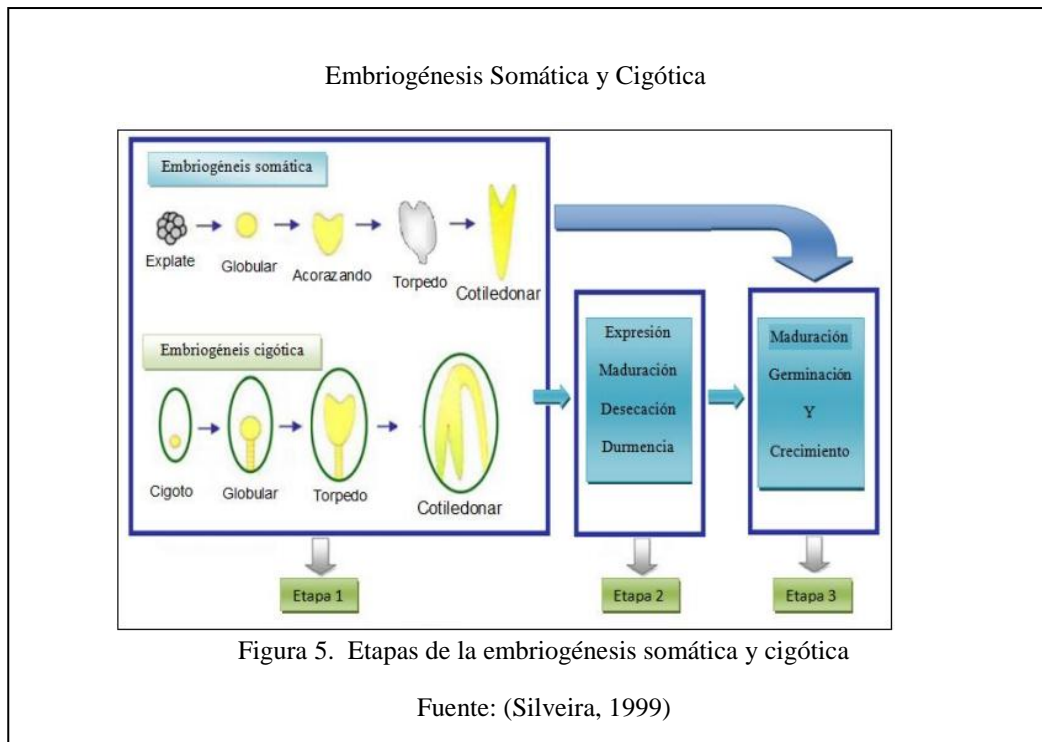 Embriogénesis Somática y Cigótica
Embriogéneis somática
Explate
Globular
Acorazando
Torpedo
Cotiledonar
Embriogéneis cigótica
Cigoto
Globular
Torpedo
Cotiledonar
Expresión
Maduración
Desecación
Durmencia
Maduración
Germinación
Y
Crecimiento
Etapa 1
Etapa 2
Etapa 3
Figura 5. Etapas de la embriogénesis somática y cigótica
Fuente: (Silveira, 1999)